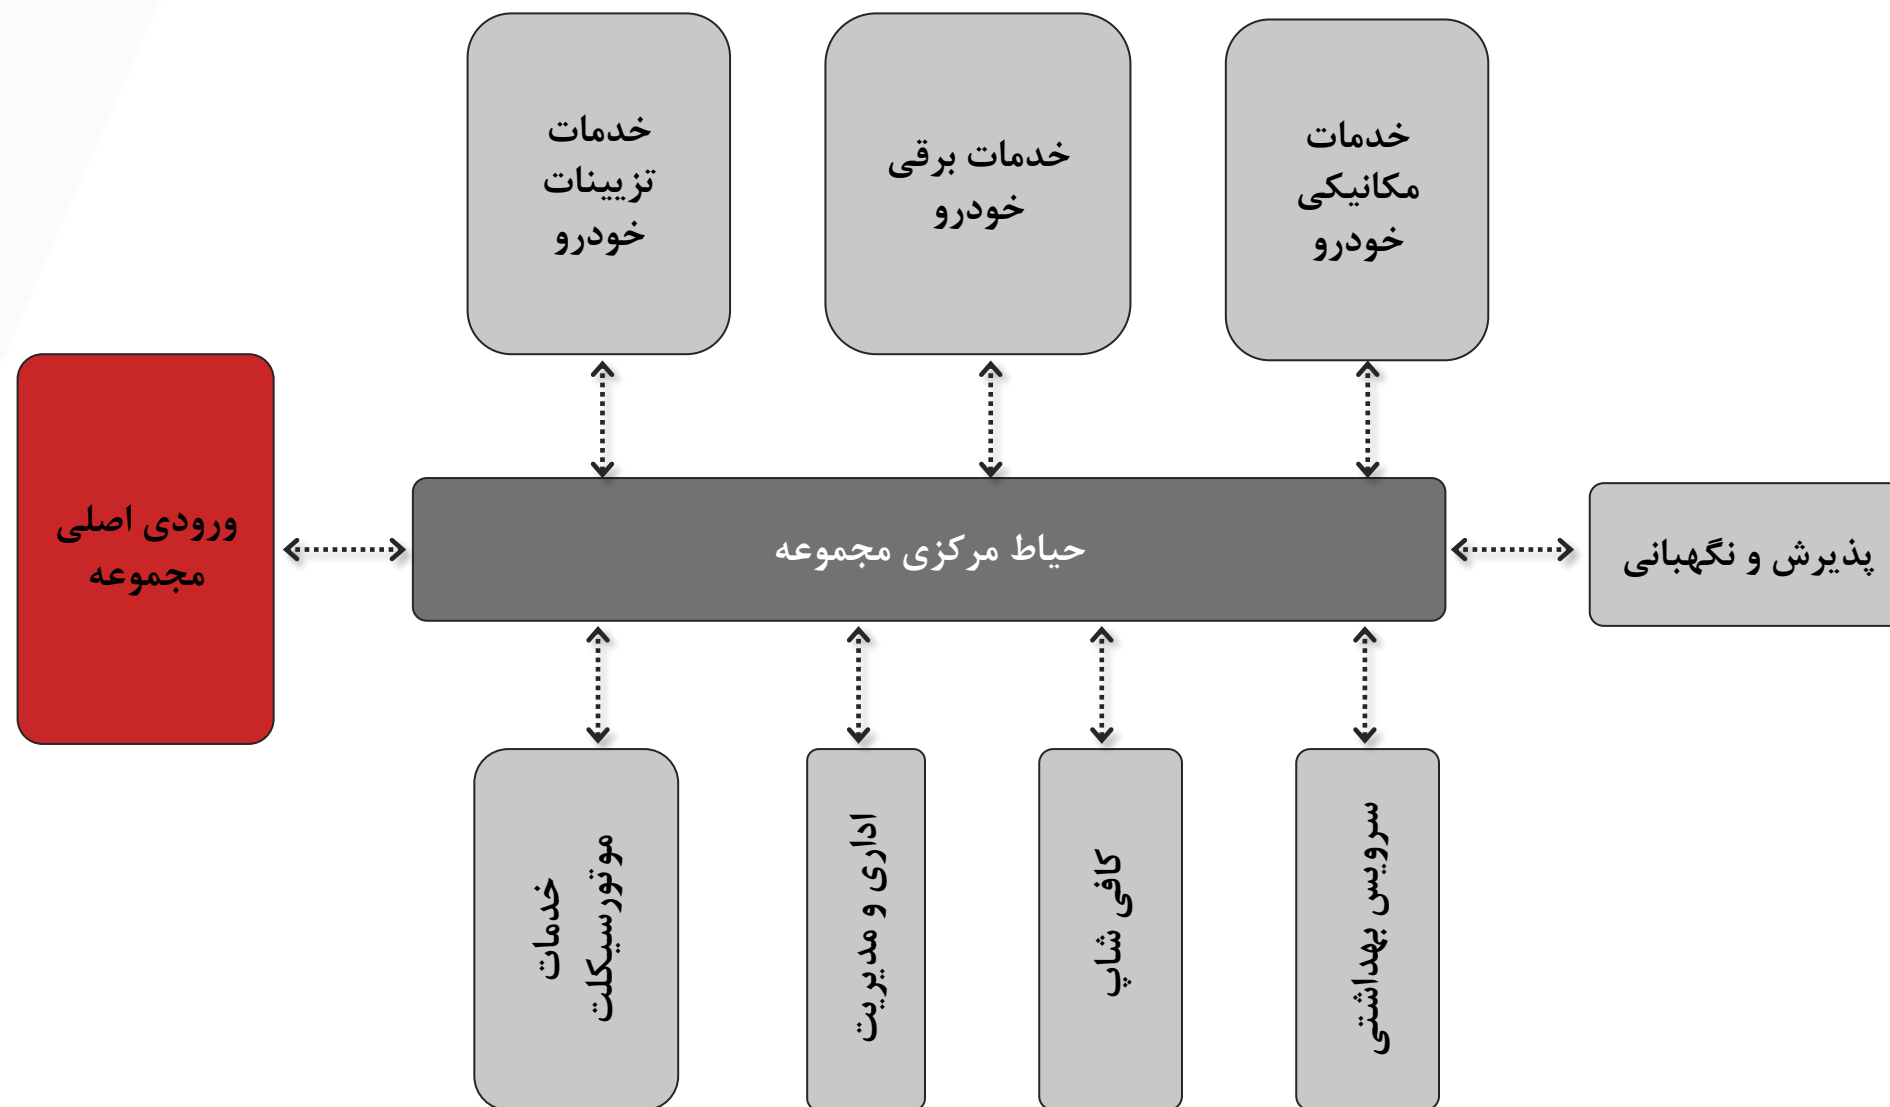 خدمات
مکانیکی
خودرو
خدمات برقی
خودرو
خدمات
تزیینات
خودرو
پذیرش و نگهبانی
حیاط مرکزی مجموعه
ورودی اصلی
مجموعه
سرویس بهداشتی
کافی شاپ
اداری و مدیریت
خدمات
موتورسیکلت